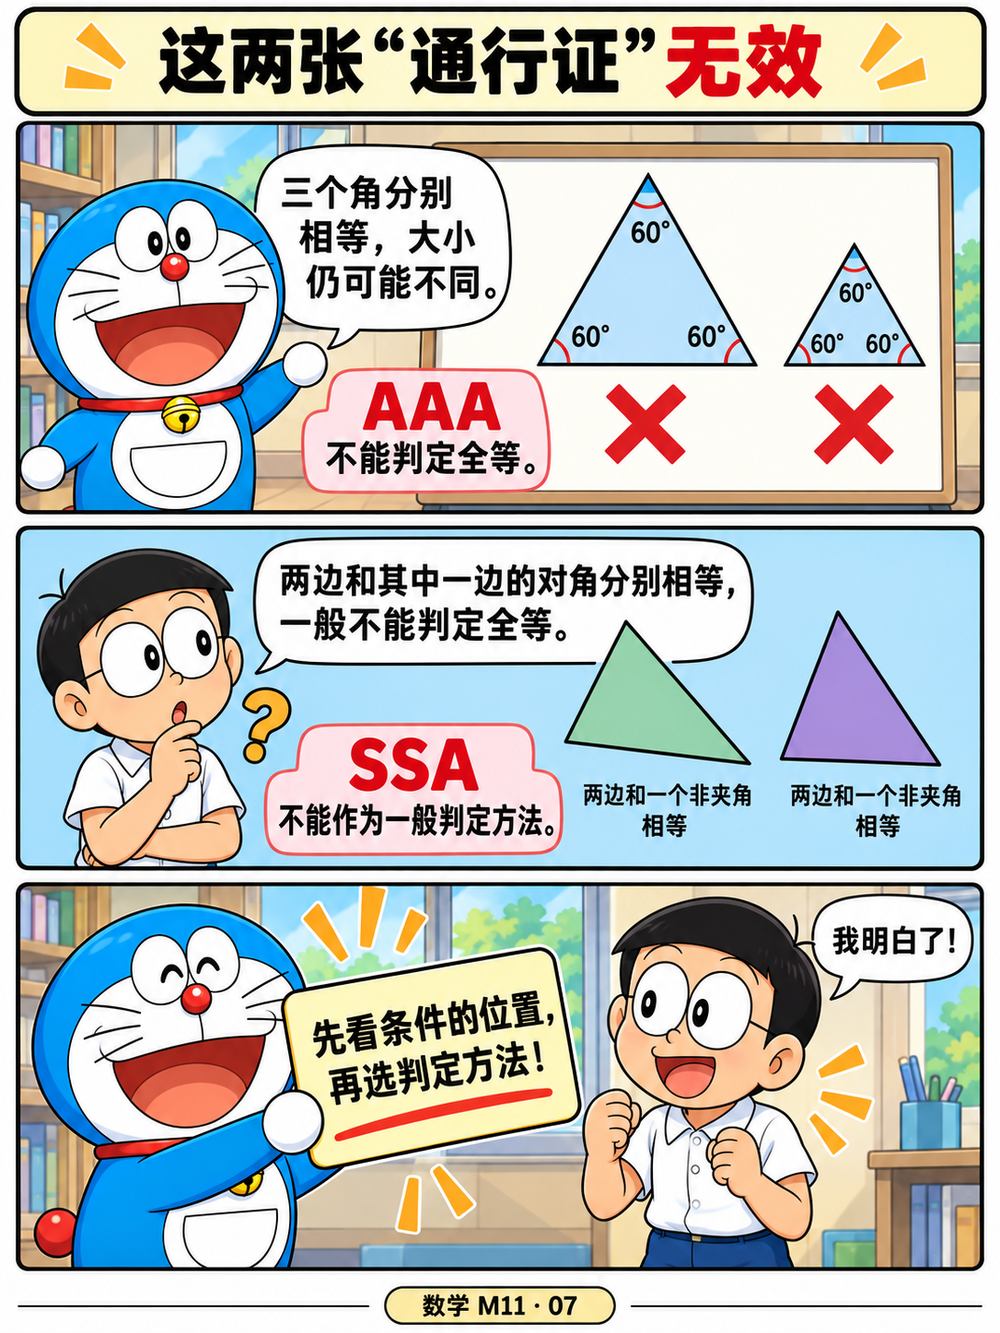 这两张“通行证”无效
三个角分别
相等，大小
仍可能不同。
60°
60°
60°
60°
60°
60°
AAA
不能判定全等。
两边和其中一边的对角分别相等，
一般不能判定全等。
?
SSA
不能作为一般判定方法。
两边和一个非夹角
相等
两边和一个非夹角
相等
先看条件的位置，
再选判定方法！
我明白了！
数学 M11 · 07